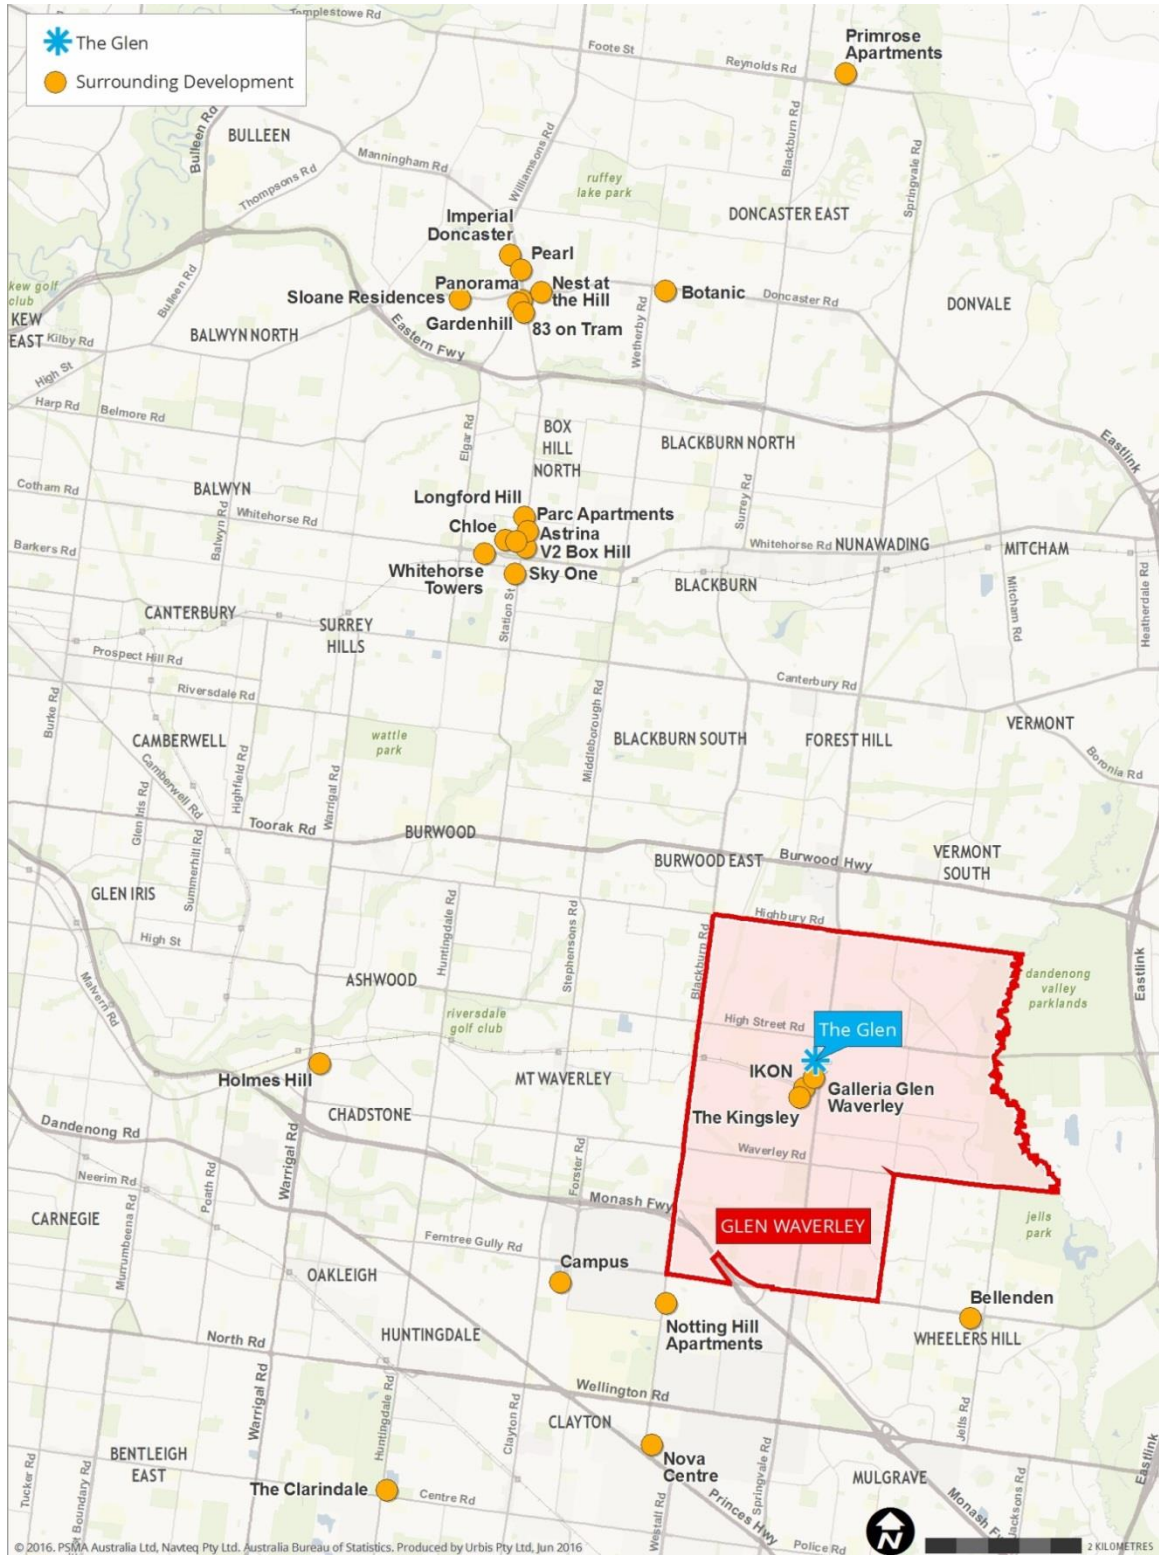 Templestowe Rd
The Glen
Surrounding Development
Foote St
Reynolds Rd
Primrose
Apartments
Bulleen Rd
BULLEEN
Manningham Rd
Thompsons Rd
Williamsons Rd
ruffey
lake park
Blackburn Rd
Springvale Rd
DONCASTER EAST
Imperial
Doncaster
Pearl
Panorama
Nest at
the Hill
Sloane Residences
Gardenhill
83 on Tram
Botanic
Doncaster Rd
Wetherby Rd
DONVALE
kew golf
club
KEW
EAST
Kilby Rd
Bulleen Rd
BALWYN NORTH
Eastern Fwy
High St
Harp Rd
Belmore Rd
Elgar Rd
BOX
HILL
NORTH
BLACKBURN NORTH
Eastlink
Cotham Rd
BALWYN
Balwyn Rd
Whitehorse Rd
Barkers Rd
Longford Hill
Parc Apartments
Chloe
Astrina
V2 Box Hill
Whitehorse
Towers
Sky One
Surrey Rd
Whitehorse Rd
NUNAWADING
MITCHAM
BLACKBURN
Mitcham Rd
Heatherdale Rd
CANTERBURY
SURREY
HILLS
Station St
Prospect Hill Rd
Riversdale Rd
Canterbury Rd
Burke Rd
CAMBERWELL
Camberwell Rd
wattle
park
Middleborough Rd
BLACKBURN SOUTH
FOREST HILL
VERMONT
Boronia Rd
Glen Iris Rd
Highfield Rd
Warrigal Rd
Summerhill Rd
Toorak Rd
BURWOOD
BURWOOD EAST
Burwood Hwy
VERMONT
SOUTH
GLEN IRIS
High St
Huntingdale Rd
Stephensons Rd
Blackburn Rd
Highbury Rd
ASHWOOD
Malvern Rd
riversdale
golf club
dandenong
valley
parklands
Eastlink
High Street Rd
The Glen
IKON
Galleria Glen
Waverley
The Kingsley
Holmes Hill
MT WAVERLEY
CHADSTONE
Dandenong Rd
Waverley Rd
Warrigal Rd
Neerim Rd
Poath Rd
Murrumbeena Rd
Forster Rd
Monash Fwy
CARNEGIE
GLEN WAVERLEY
jells
park
Ferntree Gully Rd
OAKLEIGH
Campus
Bellenden
WHEELERS HILL
Notting Hill
Apartments
HUNTINGDALE
North Rd
Warrigal Rd
Wellington Rd
Huntingdale Rd
Clayton Rd
CLAYTON
Jells Rd
BENTLEIGH
EAST
Tucker Rd
Boundary Rd
The Clarindale
Centre Rd
Nova
Centre
Westall Rd
Princes Hwy
Springvale Rd
MULGRAVE
Monash F
Jacksons Rd
Eastlink
Police Rd
N
2 KILOMETRES
© 2016. PSMA Australia Ltd, Navteq Pty Ltd. Australia Bureau of Statistics. Produced by Urbis Pty Ltd, Jun 2016